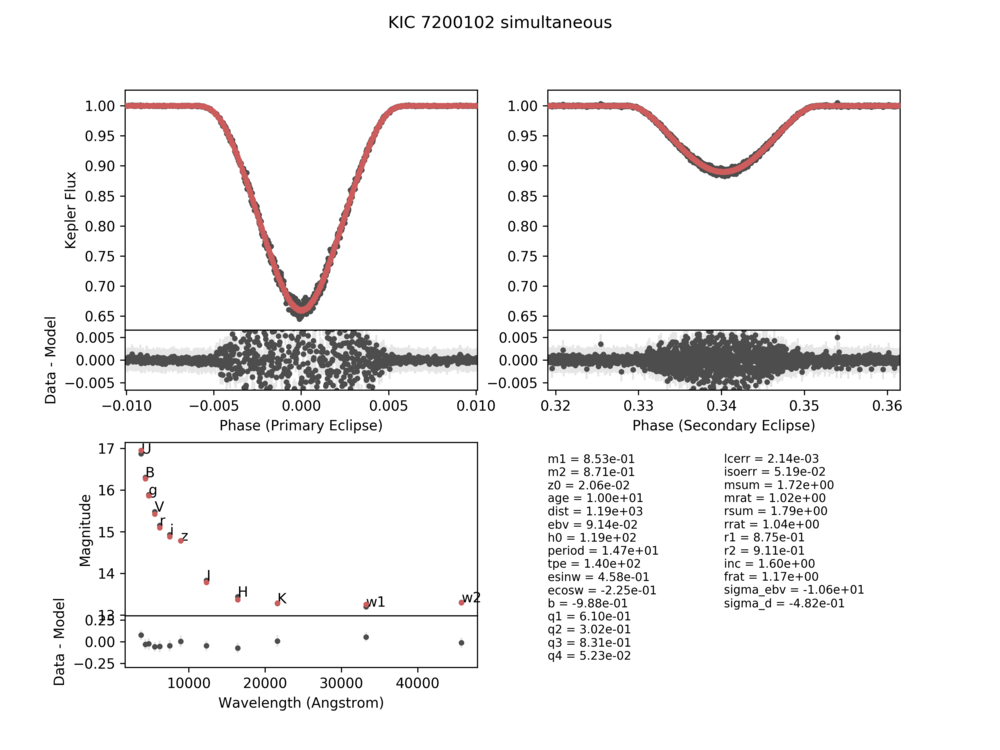 KIC 7200102 simultaneous
1.00
0.95
0.90
0.85
0.80
0.75
0.70
0.65
Kepler Flux
0.005
0.000
−0.005
Data - Model
−0.010 −0.005 0.000 0.005 0.010
Phase (Primary Eclipse)
1.00
0.95
0.90
0.85
0.80
0.75
0.70
0.65
0.005
0.000
−0.005
0.32 0.33 0.34 0.35 0.36
Phase (Secondary Eclipse)
17
16
15
14
13
Magnitude
U
B
g
V
r
i
z
J
H
K
w1
w2
0.25
0.00
−0.25
Data - Model
10000 20000 30000 40000
Wavelength (Angstrom)
m1 = 8.53e-01
m2 = 8.71e-01
z0 = 2.06e-02
age = 1.00e+01
dist = 1.19e+03
ebv = 9.14e-02
h0 = 1.19e+02
period = 1.47e+01
tpe = 1.40e+02
esinw = 4.58e-01
ecosw = -2.25e-01
b = -9.88e-01
q1 = 6.10e-01
q2 = 3.02e-01
q3 = 8.31e-01
q4 = 5.23e-02
lcerr = 2.14e-03
isoerr = 5.19e-02
msum = 1.72e+00
mrat = 1.02e+00
rsum = 1.79e+00
rrat = 1.04e+00
r1 = 8.75e-01
r2 = 9.11e-01
inc = 1.60e+00
frat = 1.17e+00
sigma_ebv = -1.06e+01
sigma_d = -4.82e-01